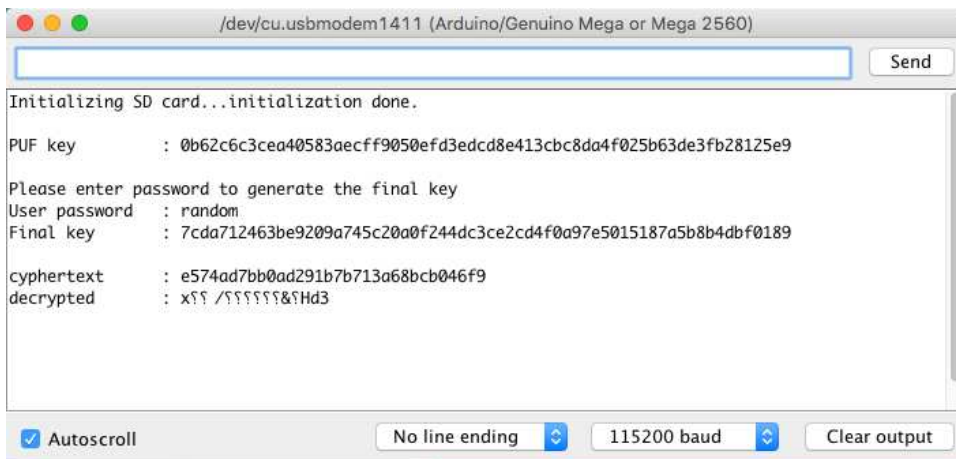 /dev/cu.usbmodem1411 (Arduino/Genuino Mega or Mega 2560)
Send
Initializing SD card...initialization done.
PUF key : 0b62c6c3cea40583aecff9050efd3edcd8e413cbc8da4f025b63de3fb28125e9
Please enter password to generate the final key
User password : random
Final key : 7cda712463be9209a745c20a0f244dc3ce2cd4f0a97e5015187a5b8b4dbf0189
cyphertext : e574ad7bb0ad291b7b713a68bcb046f9
decrypted : x⸮⸮ /⸮⸮⸮⸮⸮⸮&⸮Hd3
Autoscroll
No line ending
115200 baud
Clear output